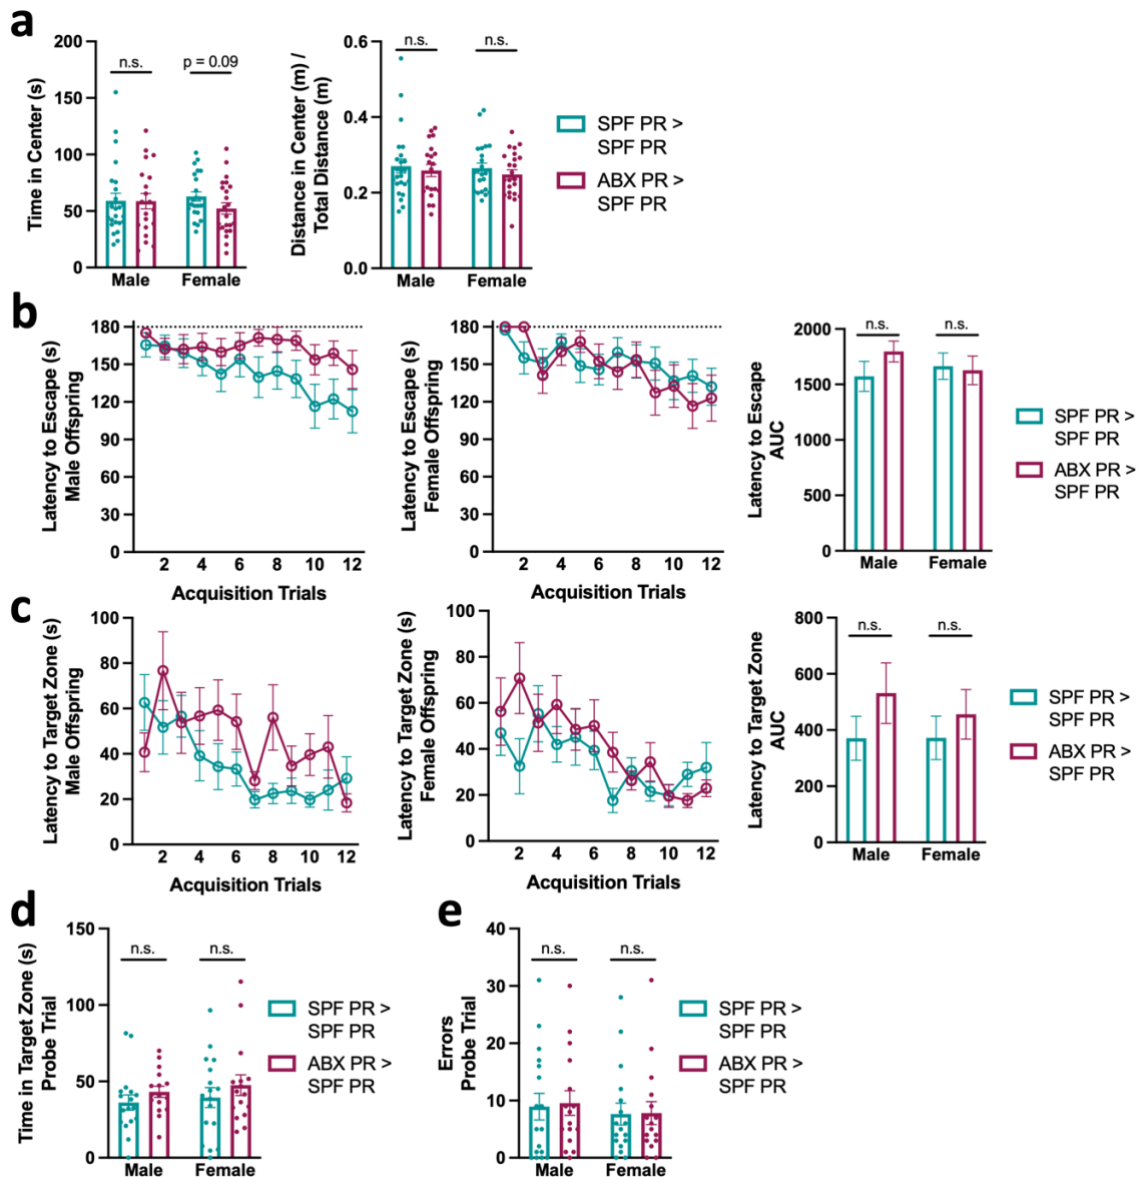 a
Time in Center (s)
200
150
100
50
0
n.s.
p = 0.09
Male
Female
Distance in Center (m) /
Total Distance (m)
0.6
0.4
0.2
0.0
n.s.
n.s.
Male
Female
SPF PR >
SPF PR
ABX PR >
SPF PR
b
Latency to Escape (s)
Male Offspring
180
150
120
90
60
30
0
2 4 6 8 10 12
Acquisition Trials
Latency to Escape (s)
Female Offspring
180
150
120
90
60
30
0
2 4 6 8 10 12
Acquisition Trials
Latency to Escape
AUC
2000
1500
1000
500
0
n.s.
n.s.
Male
Female
SPF PR >
SPF PR
ABX PR >
SPF PR
c
Latency to Target Zone (s)
Male Offspring
100
80
60
40
20
0
2 4 6 8 10 12
Acquisition Trials
Latency to Target Zone (s)
Female Offspring
100
80
60
40
20
0
2 4 6 8 10 12
Acquisition Trials
Latency to Target Zone
AUC
800
600
400
200
0
n.s.
n.s.
Male
Female
SPF PR >
SPF PR
ABX PR >
SPF PR
d
Time in Target Zone (s)
Probe Trial
150
100
50
0
n.s.
n.s.
Male
Female
SPF PR >
SPF PR
ABX PR >
SPF PR
e
Errors
Probe Trial
40
30
20
10
0
n.s.
n.s.
Male
Female
SPF PR >
SPF PR
ABX PR >
SPF PR